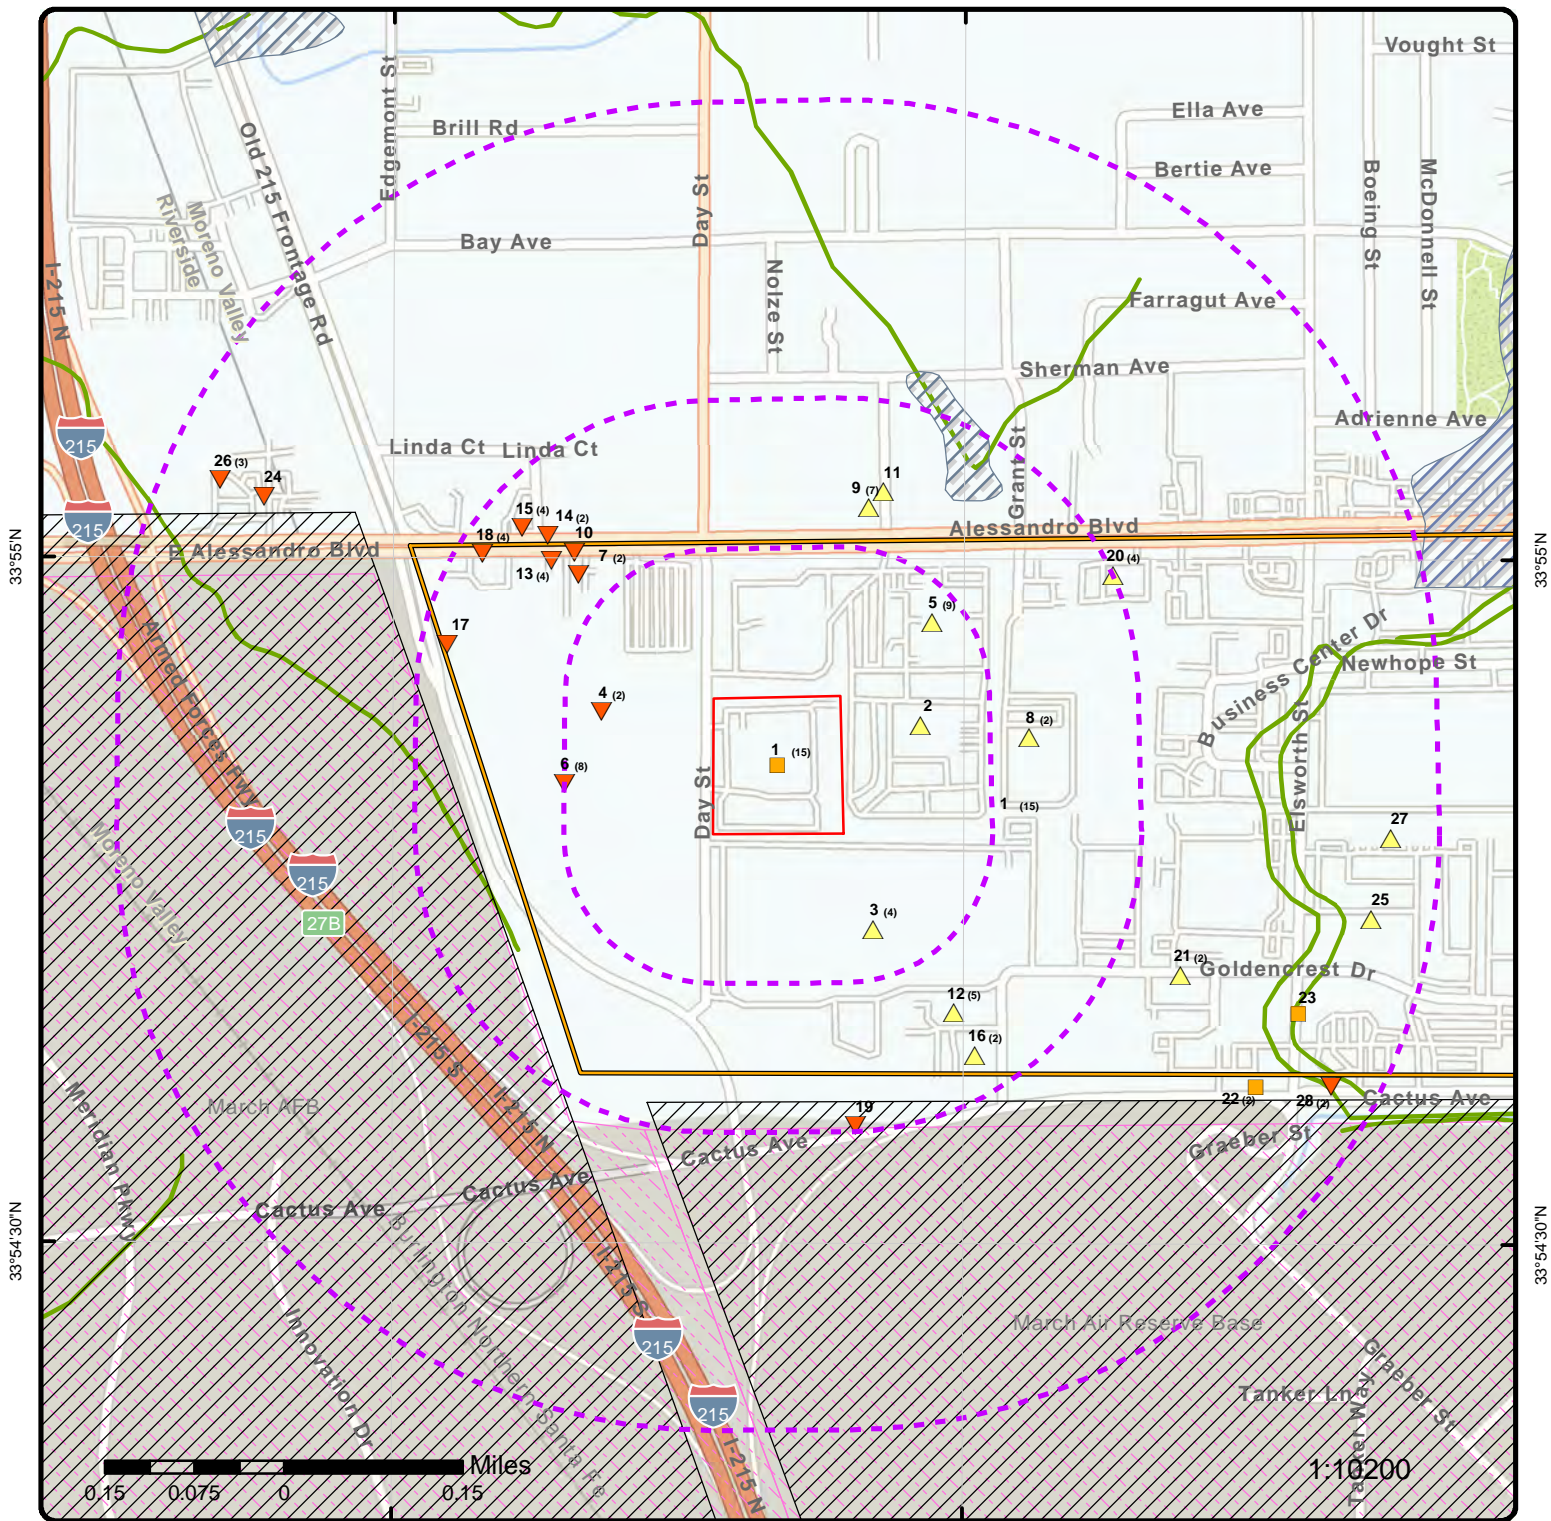 Vought St
Ella Ave
Brill Rd
Edgemont St
Old 215 Frontage Rd
Bertie Ave
Boeing St
McDonnell St
Day St
Moreno Valley
Riverside
Bay Ave
Nolze St
I-215 N
Farragut Ave
Sherman Ave
Adrienne Ave
215
Linda Ct
Linda Ct
Grant St
26 (3)
24
11
9 (7)
15 (4)
14 (2)
18 (4)
10
215
Alessandro Blvd
E Alessandro Blvd
7 (2)
13 (4)
20 (4)
33°55'N
33°55'N
5 (9)
17
Armed Forces Fwy
Business Center Dr
Newhope St
4 (2)
2
8 (2)
Elsworth St
1 (15)
6 (8)
Day St
1 (15)
215
27
Moreno Valley
215
27B
3 (4)
25
21 (2)
Goldencrest Dr
12 (5)
23
I-215 S
16 (2)
I-215 N
Meridian Pkwy
March AFB
22 (2)
28 (2)
Cactus Ave
19
Graeber St
Cactus Ave
Cactus Ave
Cactus Ave
33°54'30"N
33°54'30"N
Burlington Northern Santa Fe
I-215 S
Innovation Dr
March Air Reserve Base
215
Graeber St
Tanker Ln
Tanker Way
215
I-215 N
Miles
1:10200
0.15
0.075
0
0.15